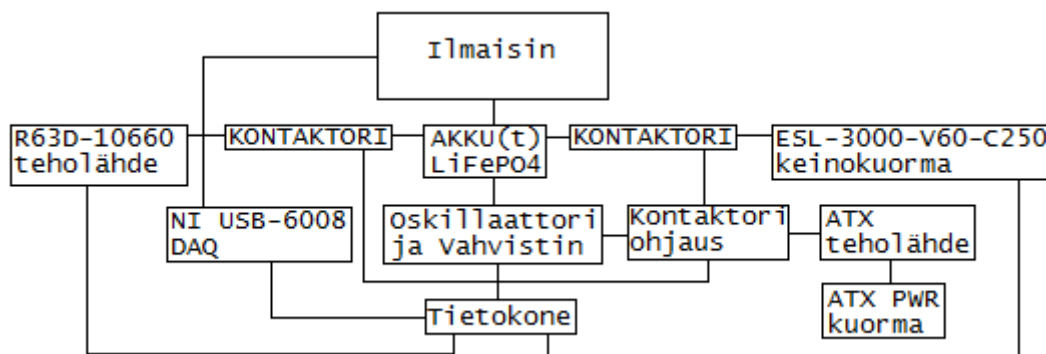 Ilmaisin
R63D-10660
teholähde
KONTAKTORI
AKKU(t)
LiFePO4
KONTAKTORI
ESL-3000-V60-C250
keinokuorma
NI USB-6008
DAQ
Oskillaattori
ja Vahvistin
Kontaktori
ohjaus
ATX
teholähde
Tietokone
ATX PWR
kuorma